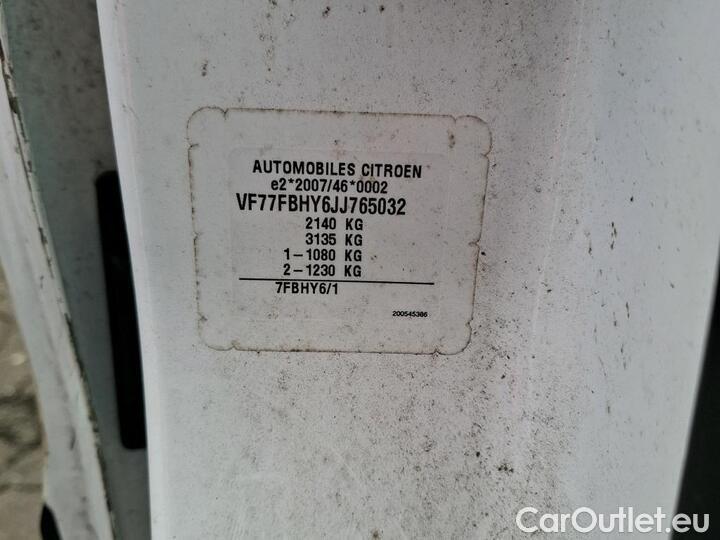 AUTOMOBILES CITROEN
e2*2007/46*0002
VF77FBHY6JJ765032
2140 KG
3135 KG
1-1080 KG
2-1230 KG
7FBHY6/1
200545386
CarOutlet.eu